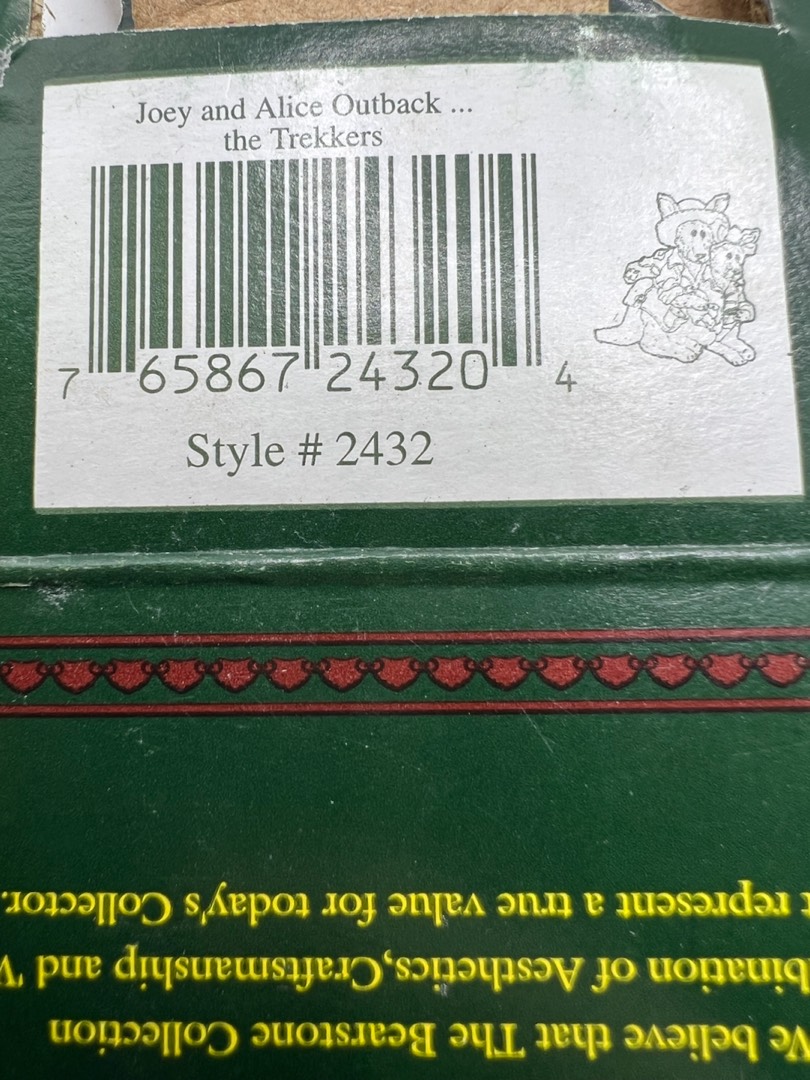 Joey and Alice Outback ...
the Trekkers
7 65867 24320 4
Style # 2432
We believe that The Bearstone Collection
of Aesthetics,Craftsmanship and
represent a true value for today's Collector.